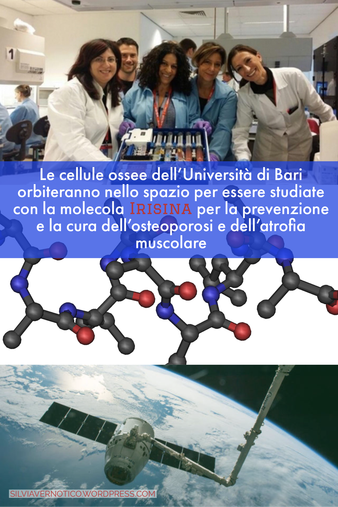 1
Le cellule ossee dell'Università di Bari
orbiteranno nello spazio per essere studiate
con la molecola Irisina per la prevenzione
e la cura dell'osteoporosi e dell'atrofia
muscolare
SILVIAVERNOTICO.WORDPRESS.COM